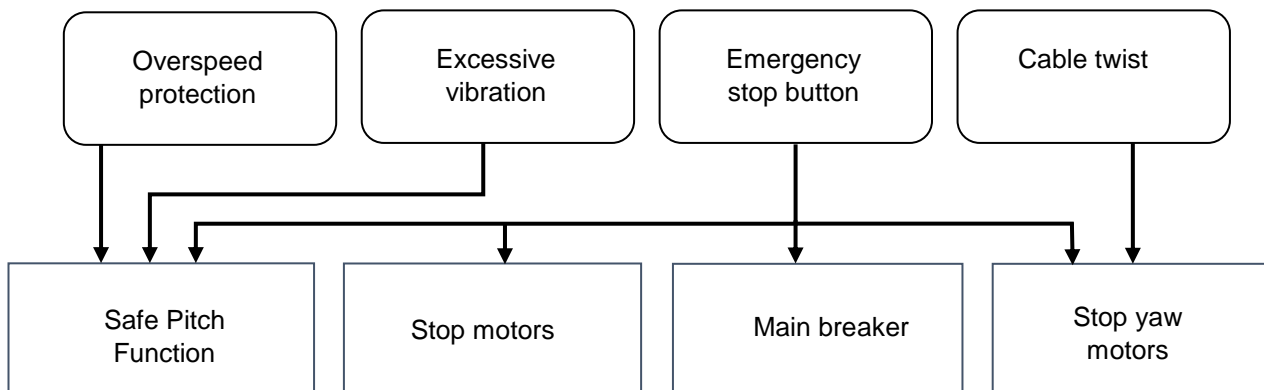 Overspeed
protection
Excessive
vibration
Emergency
stop button
Cable twist
Safe Pitch
Function
Stop motors
Main breaker
Stop yaw
motors